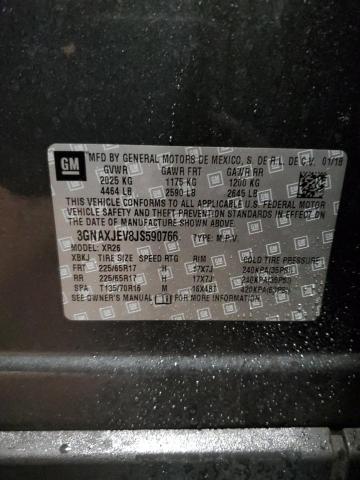 GM
MFD BY GENERAL MOTORS DE MEXICO, S. DE R.L. DE C.V. 01/18
GVWR GAWR FRT GAWR RR
2025 KG 1175 KG 1200 KG
4464 LB 2590 LB 2645 LB
THIS VEHICLE CONFORMS TO ALL APPLICABLE U.S. FEDERAL MOTOR
VEHICLE SAFETY AND THEFT PREVENTION STANDARDS IN EFFECT ON
THE DATE OF MANUFACTURE SHOWN ABOVE.
3GNAXJEV8JS590766 TYPE: M.P.V
MODEL: XR26
XBKJ TIRE SIZE SPEED RTG RIM COLD TIRE PRESSURE
FRT 225/65R17 H 17X7J 240KPA(35PSI)
RR 225/65R17 H 17X7J 240KPA(35PSI)
SPA T135/70R16 M 16X4BT 420KPA(60PSI)
SEE OWNER'S MANUAL FOR MORE INFORMATION.